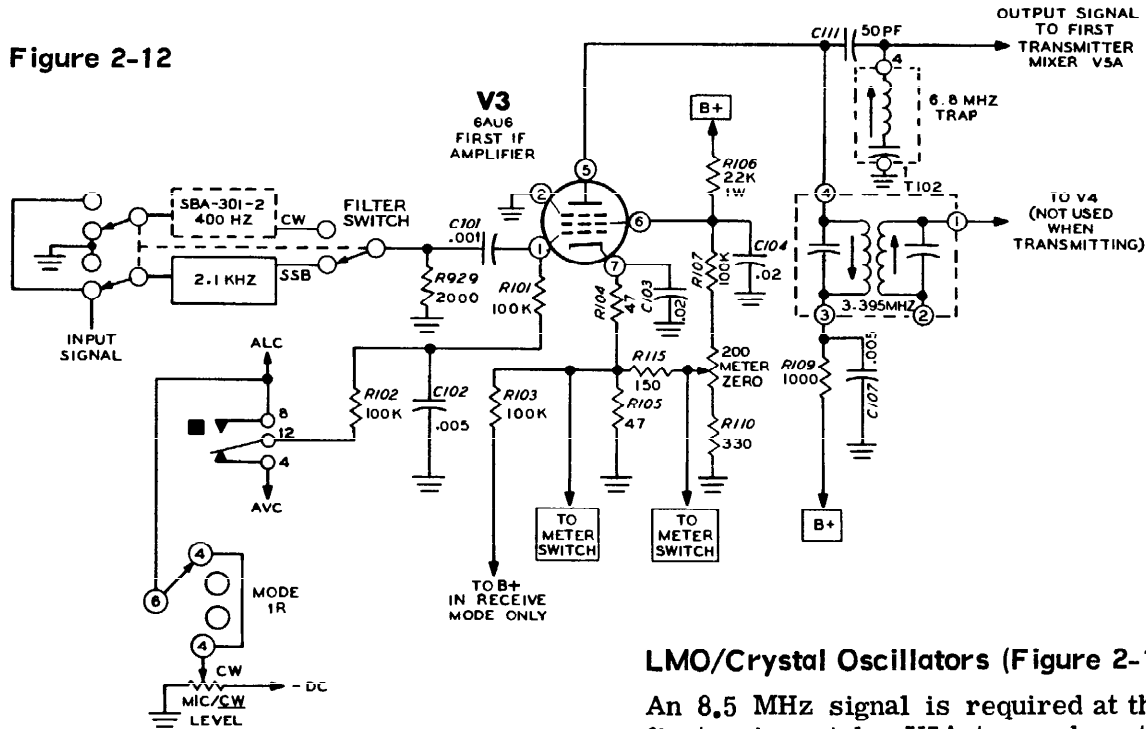 Figure 2-12
V3
6AU6
FIRST IF
AMPLIFIER
OUTPUT SIGNAL
TO FIRST
TRANSMITTER
MIXER V5A
C111
50 PF
4
6.8 MHZ
TRAP
1
T102
B+
R106
22K
1W
5
2
6
1
7
SBA-301-2
400 HZ
CW
FILTER
SWITCH
2.1 KHZ
SSB
INPUT
SIGNAL
C101
.001
R929
2000
R101
100K
R104
47
C103
.02
R107
100K
C104
.02
4
1
3.395MHZ
3
2
TO V4
(NOT USED
WHEN
TRANSMITTING)
ALC
8
12
4
AVC
R102
100K
C102
.005
R103
100K
R115
150
R105
47
200
METER
ZERO
R110
330
R109
1000
.005
C107
B+
TO
METER
SWITCH
TO
METER
SWITCH
TO B+
IN RECEIVE
MODE ONLY
4
6
MODE
1R
4
CW
-DC
MIC/CW
LEVEL
LMO/Crystal Oscillators (Figure 2-
An 8.5 MHz signal is required at th